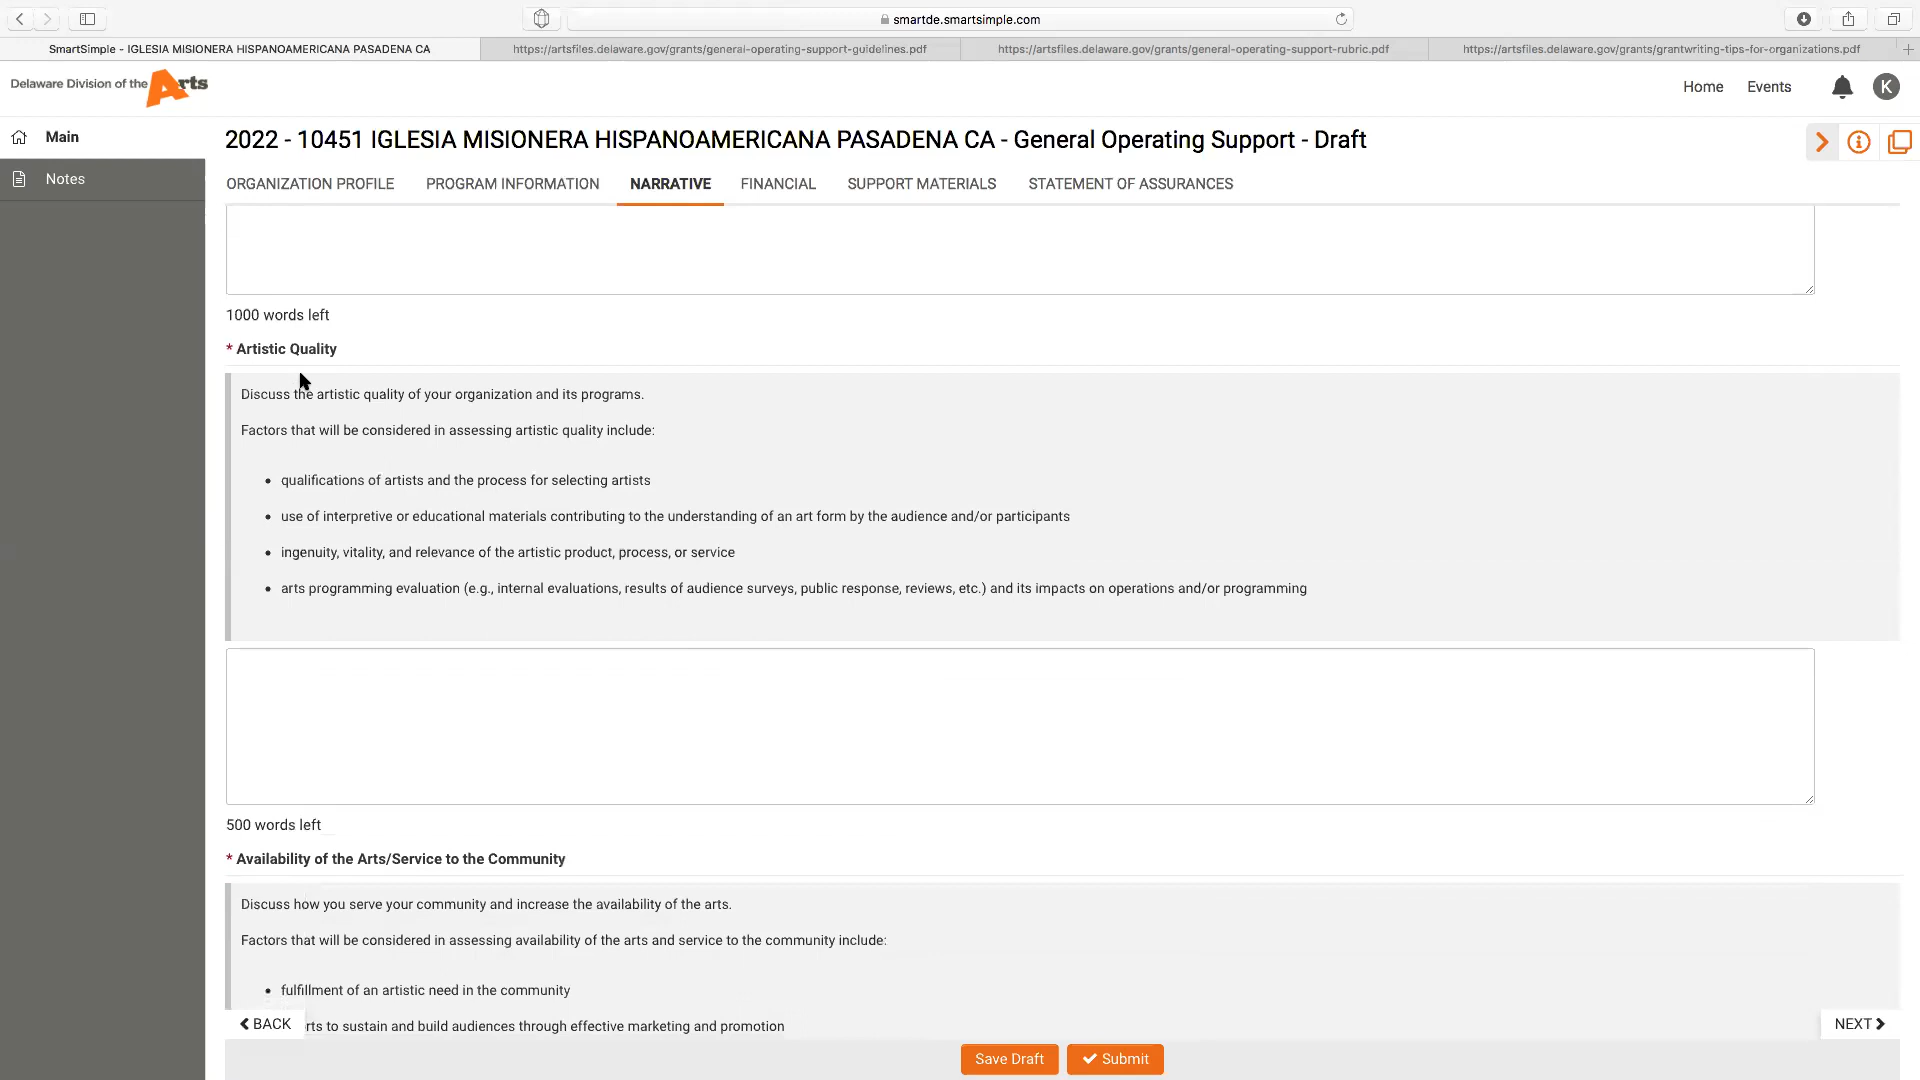 smartde.smartsimple.com
SmartSimple - IGLESIA MISIONERA HISPANOAMERICANA PASADENA CA
https://artsfiles.delaware.gov/grants/general-operating-support-guidelines.pdf
https://artsfiles.delaware.gov/grants/general-operating-support-rubric.pdf
https://artsfiles.delaware.gov/grants/grantwriting-tips-for-organizations.pdf
Delaware Division of the Arts
Home
Events
K
Main
Notes
2022 - 10451 IGLESIA MISIONERA HISPANOAMERICANA PASADENA CA - General Operating Support - Draft
ORGANIZATION PROFILE
PROGRAM INFORMATION
NARRATIVE
FINANCIAL
SUPPORT MATERIALS
STATEMENT OF ASSURANCES
1000 words left
* Artistic Quality
Discuss the artistic quality of your organization and its programs.
Factors that will be considered in assessing artistic quality include:
• qualifications of artists and the process for selecting artists
• use of interpretive or educational materials contributing to the understanding of an art form by the audience and/or participants
• ingenuity, vitality, and relevance of the artistic product, process, or service
• arts programming evaluation (e.g., internal evaluations, results of audience surveys, public response, reviews, etc.) and its impacts on operations and/or programming
500 words left
* Availability of the Arts/Service to the Community
Discuss how you serve your community and increase the availability of the arts.
Factors that will be considered in assessing availability of the arts and service to the community include:
• fulfillment of an artistic need in the community
rts to sustain and build audiences through effective marketing and promotion
BACK
NEXT
Save Draft
Submit